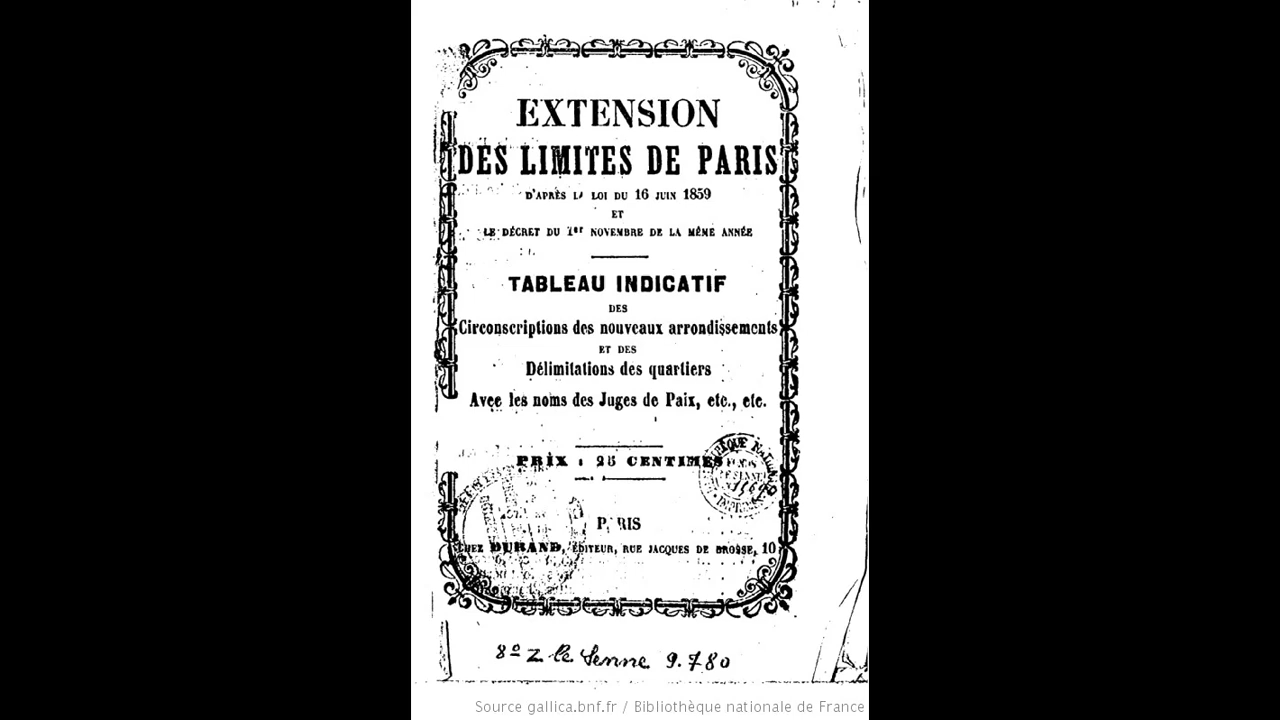 EXTENSION
DES LIMITES DE PARIS
D'APRÈS LA LOI DU 16 JUIN 1859
ET
LE DÉCRET DU 1er NOVEMBRE DE LA MÊME ANNÉE
TABLEAU INDICATIF
DES
Circonscriptions des nouveaux arrondissements
ET DES
Délimitations des quartiers
Avec les noms des Juges de Paix, etc., etc.
PRIX : 25 CENTIMES
PARIS
CHEZ DURAND, ÉDITEUR, RUE JACQUES DE BROSSE, 10
8º Z le Senne 9.780
Source gallica.bnf.fr / Bibliothèque nationale de France